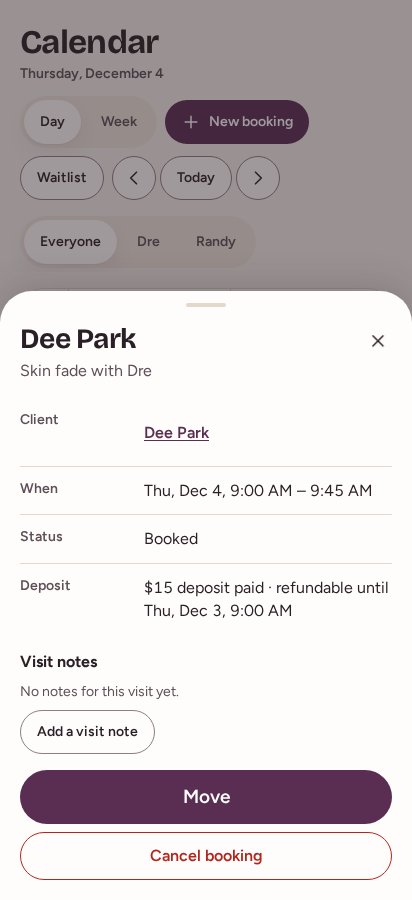 Calendar
Thursday, December 4
Day
Week
New booking
Waitlist
Today
Everyone
Dre
Randy
Dee Park
Skin fade with Dre
Client
Dee Park
When
Thu, Dec 4, 9:00 AM – 9:45 AM
Status
Booked
Deposit
$15 deposit paid · refundable until
Thu, Dec 3, 9:00 AM
Visit notes
No notes for this visit yet.
Add a visit note
Move
Cancel booking